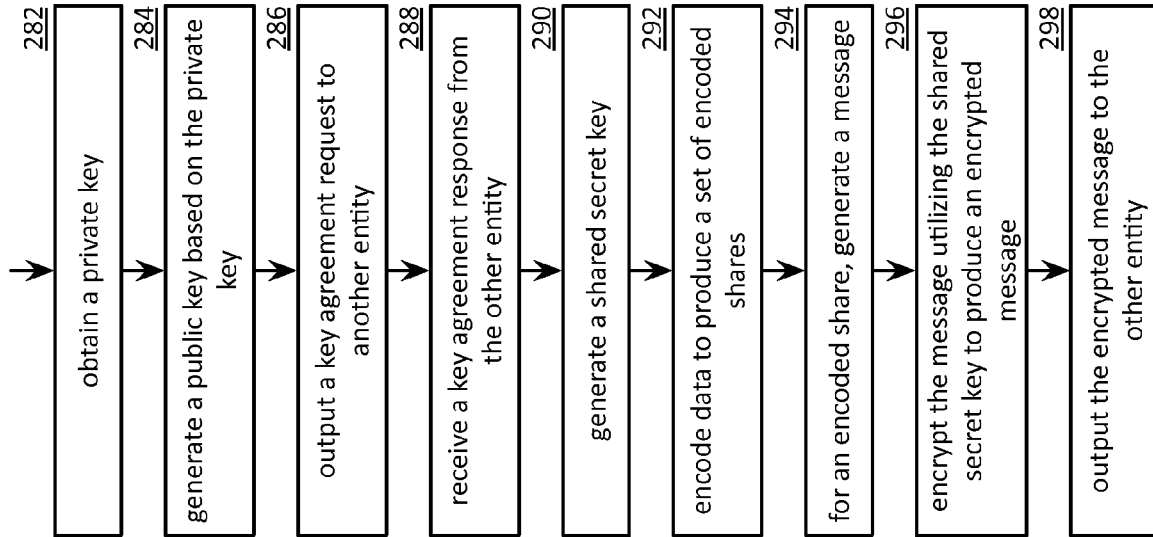 282
obtain a private key
284
generate a public key based on the private
key
286
output a key agreement request to
another entity
288
receive a key agreement response from
the other entity
290
generate a shared secret key
292
encode data to produce a set of encoded
shares
294
for an encoded share, generate a message
296
encrypt the message utilizing the shared
secret key to produce an encrypted
message
298
output the encrypted message to the
other entity